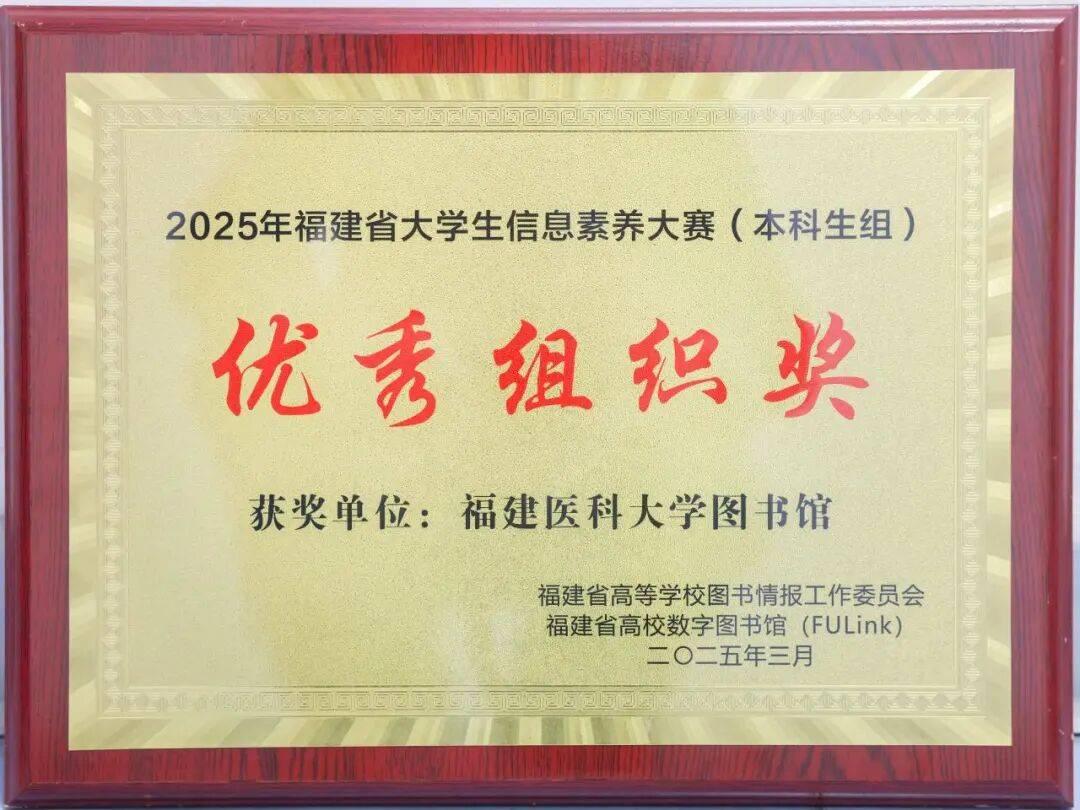 2025年福建省大学生信息素养大赛（本科生组）
优秀组织奖
获奖单位：福建医科大学图书馆
福建省高等学校图书情报工作委员会
福建省高校数字图书馆（FULink）
二〇二五年三月